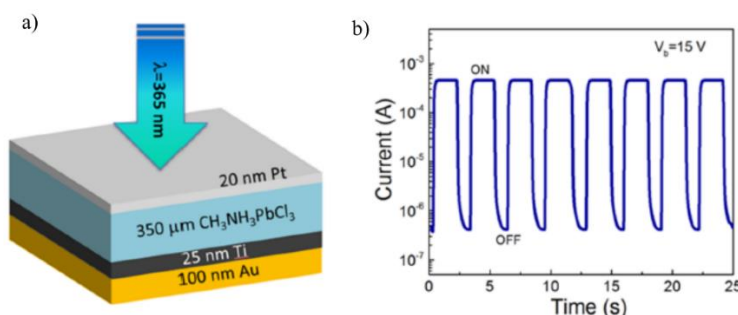 a)
λ=365 nm
20 nm Pt
350 μm CH₃NH₃PbCl₃
25 nm Ti
100 nm Au
b)
V_b=15 V
ON
OFF
Current (A)
10⁻³
10⁻⁴
10⁻⁵
10⁻⁶
10⁻⁷
0 5 10 15 20 25
Time (s)